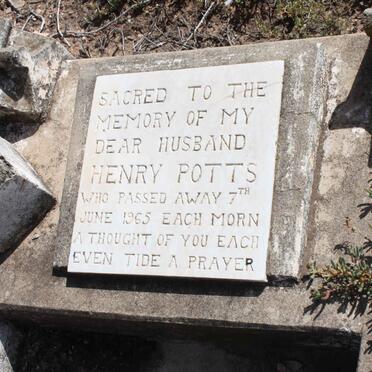 SACRED TO THE
MEMORY OF MY
DEAR HUSBAND
HENRY POTTS
WHO PASSED AWAY 7TH
JUNE 1965 EACH MORN
A THOUGHT OF YOU EACH
EVEN TIDE A PRAYER